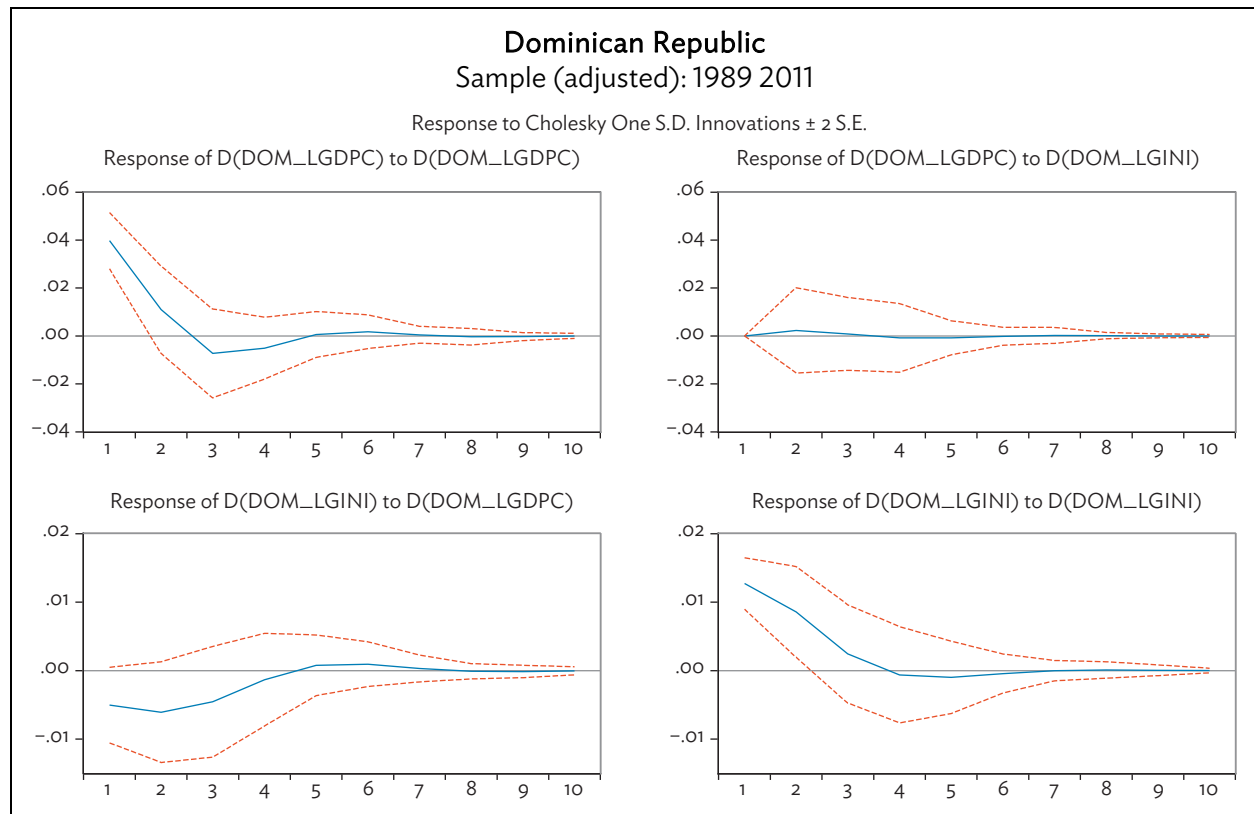 Dominican Republic
Sample (adjusted): 1989 2011
Response to Cholesky One S.D. Innovations ± 2 S.E.
Response of D(DOM_LGDPC) to D(DOM_LGDPC)
.06
.04
.02
.00
–.02
–.04
1 2 3 4 5 6 7 8 9 10
Response of D(DOM_LGDPC) to D(DOM_LGINI)
.06
.04
.02
.00
–.02
–.04
1 2 3 4 5 6 7 8 9 10
Response of D(DOM_LGINI) to D(DOM_LGDPC)
.02
.01
.00
–.01
1 2 3 4 5 6 7 8 9 10
Response of D(DOM_LGINI) to D(DOM_LGINI)
.02
.01
.00
–.01
1 2 3 4 5 6 7 8 9 10